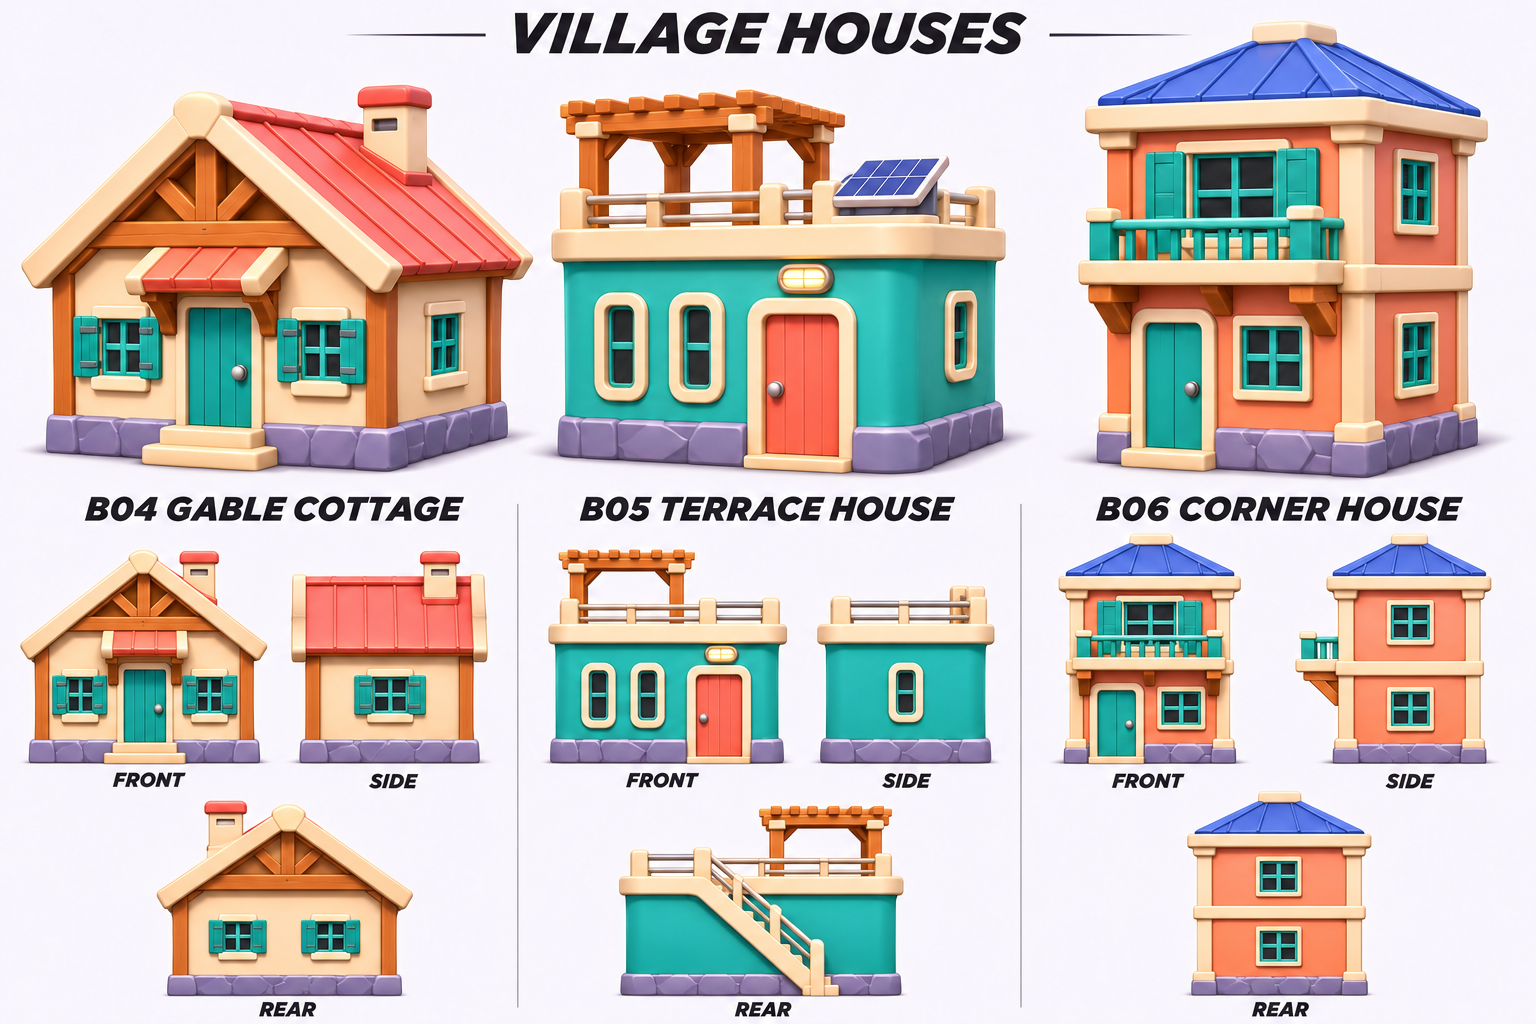 VILLAGE HOUSES
B04 GABLE COTTAGE
B05 TERRACE HOUSE
B06 CORNER HOUSE
FRONT
SIDE
FRONT
SIDE
FRONT
SIDE
REAR
REAR
REAR